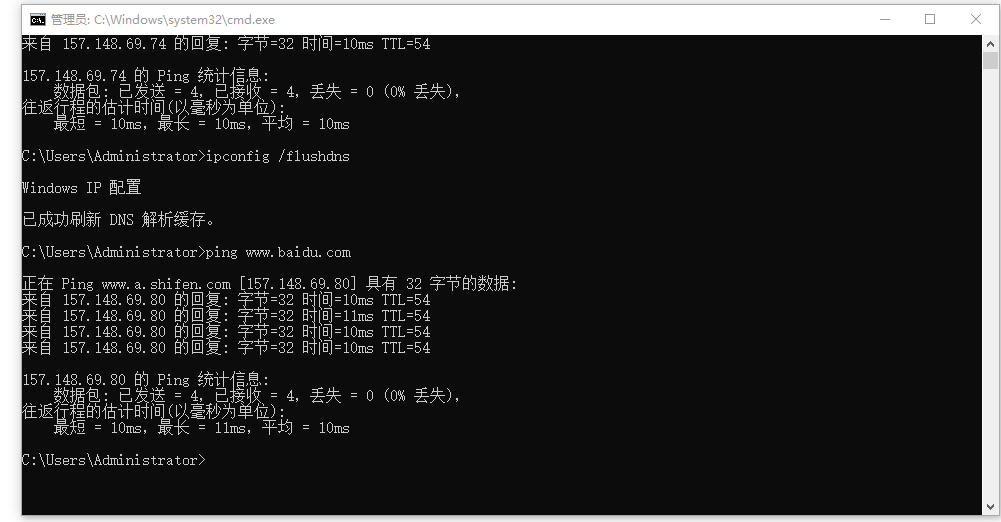 管理员: C:\Windows\system32\cmd.exe
来自 157.148.69.74 的回复: 字节=32 时间=10ms TTL=54
157.148.69.74 的 Ping 统计信息:
数据包: 已发送 = 4，已接收 = 4，丢失 = 0 (0% 丢失)，
往返行程的估计时间(以毫秒为单位):
最短 = 10ms，最长 = 10ms，平均 = 10ms
C:\Users\Administrator>ipconfig /flushdns
Windows IP 配置
已成功刷新 DNS 解析缓存。
C:\Users\Administrator>ping www.baidu.com
正在 Ping www.a.shifen.com [157.148.69.80] 具有 32 字节的数据:
来自 157.148.69.80 的回复: 字节=32 时间=10ms TTL=54
来自 157.148.69.80 的回复: 字节=32 时间=11ms TTL=54
来自 157.148.69.80 的回复: 字节=32 时间=10ms TTL=54
来自 157.148.69.80 的回复: 字节=32 时间=10ms TTL=54
157.148.69.80 的 Ping 统计信息:
数据包: 已发送 = 4，已接收 = 4，丢失 = 0 (0% 丢失)，
往返行程的估计时间(以毫秒为单位):
最短 = 10ms，最长 = 11ms，平均 = 10ms
C:\Users\Administrator>